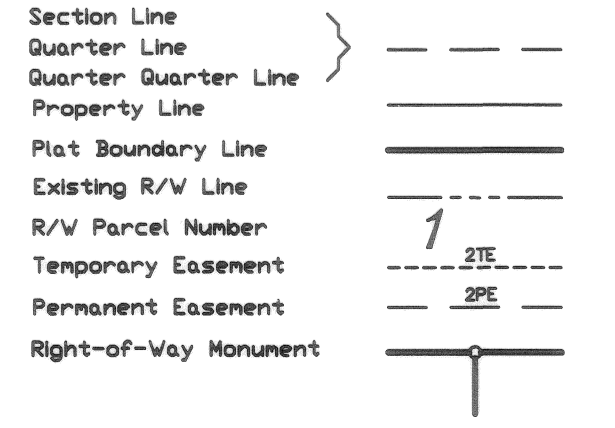 Section Line
Quarter Line
Quarter Quarter Line
Property Line
Plat Boundary Line
Existing R/W Line
R/W Parcel Number
1
Temporary Easement
2TE
Permanent Easement
2PE
Right-of-Way Monument